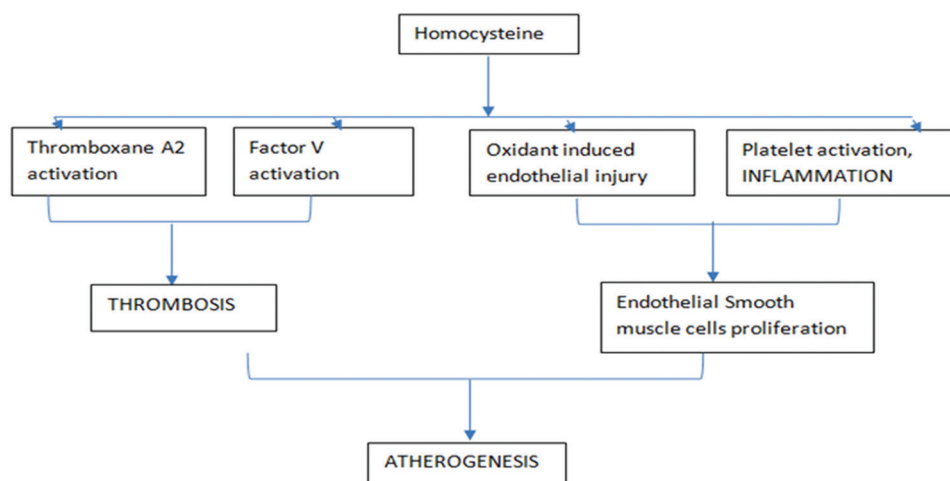 Homocysteine
Thromboxane A2
activation
Factor V
activation
Oxidant induced
endothelial injury
Platelet activation,
INFLAMMATION
THROMBOSIS
Endothelial Smooth
muscle cells proliferation
ATHEROGENESIS